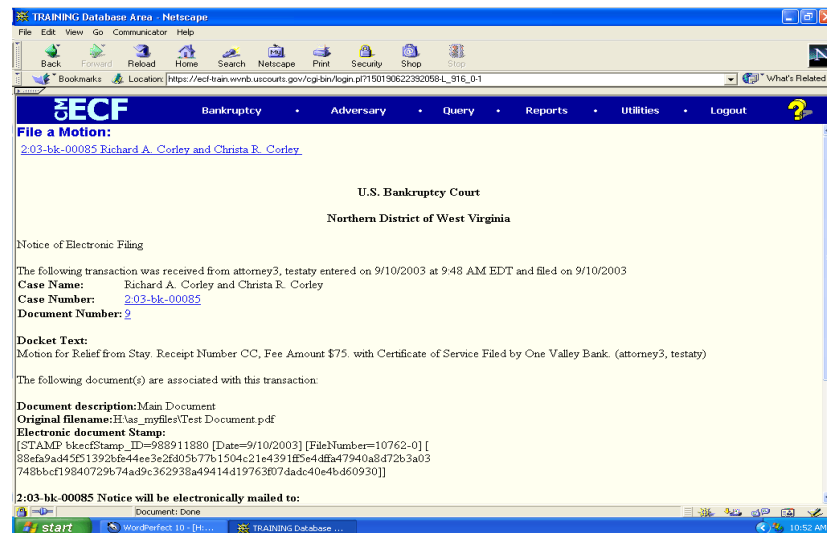 TRAINING Database Area - Netscape
File Edit View Go Communicator Help
Back Forward Reload Home Search Netscape Print Security Shop Stop
Bookmarks Location: https://ecf-train.wvnb.uscourts.gov/cgi-bin/login.pl?150190622392058-L_916_0-1 What's Related
CM ECF Bankruptcy • Adversary • Query • Reports • Utilities • Logout ?
File a Motion:
2:03-bk-00085 Richard A. Corley and Christa R. Corley
U.S. Bankruptcy Court
Northern District of West Virginia
Notice of Electronic Filing
The following transaction was received from attorney3, testaty entered on 9/10/2003 at 9:48 AM EDT and filed on 9/10/2003
Case Name: Richard A. Corley and Christa R. Corley
Case Number: 2:03-bk-00085
Document Number: 9
Docket Text:
Motion for Relief from Stay. Receipt Number CC, Fee Amount $75. with Certificate of Service Filed by One Valley Bank. (attorney3, testaty)
The following document(s) are associated with this transaction:
Document description:Main Document
Original filename:H:\as_myfiles\Test Document.pdf
Electronic document Stamp:
[STAMP bkecfStamp_ID=988911880 [Date=9/10/2003] [FileNumber=10762-0] [
88efa9ad45f51392bfe44ee3e2fd05b77b1504c21e4391ff5e4dffa47940a8d72b3a03
748bbcf19840729b74ad9c362938a49414d19763f07dadc40e4bd60930]]
2:03-bk-00085 Notice will be electronically mailed to:
Document: Done
start WordPerfect 10 - [H:... TRAINING Database ... 10:52 AM